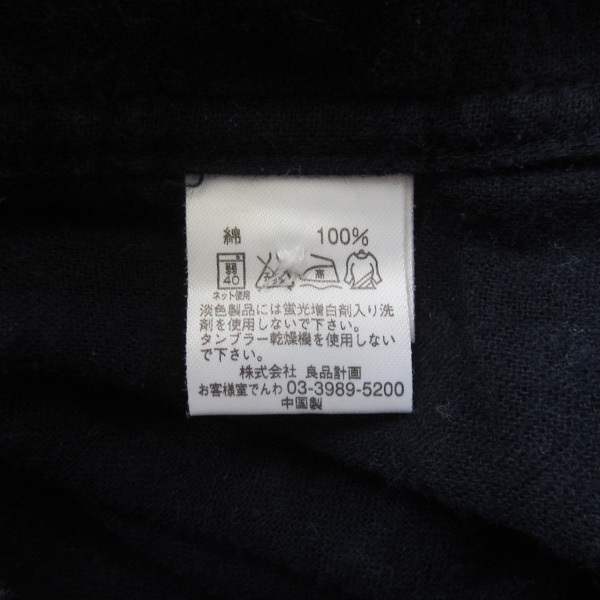 綿 100%
弱 40 高
ネット使用
淡色製品には蛍光増白剤入り洗
剤を使用しないで下さい。
タンブラー乾燥機を使用しない
で下さい。
株式会社 良品計画
お客様室でんわ 03-3989-5200
中国製